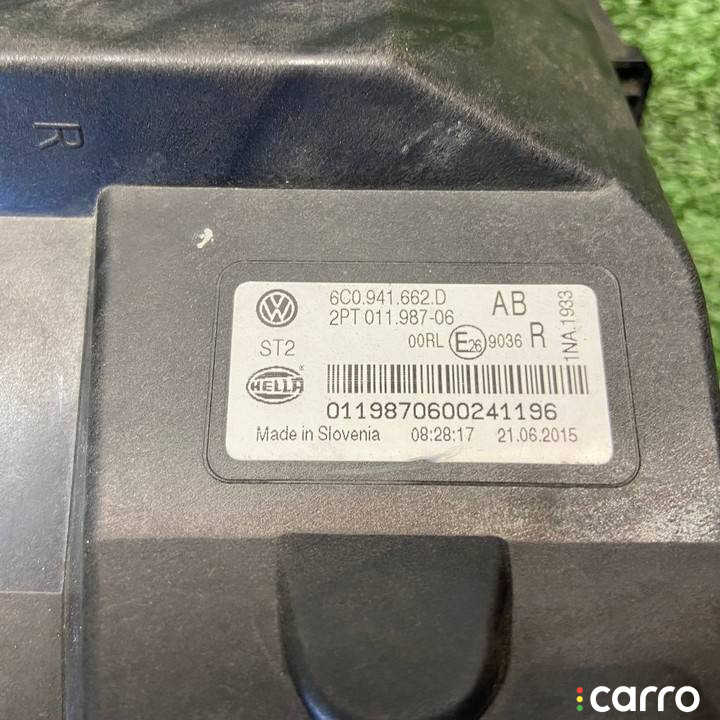 R
6C0.941.662.D AB
2PT 011.987-06
00RL E26 9036 R
1NA.1933
ST2
HELLA
0119870600241196
Made in Slovenia 08:28:17 21.06.2015
carro